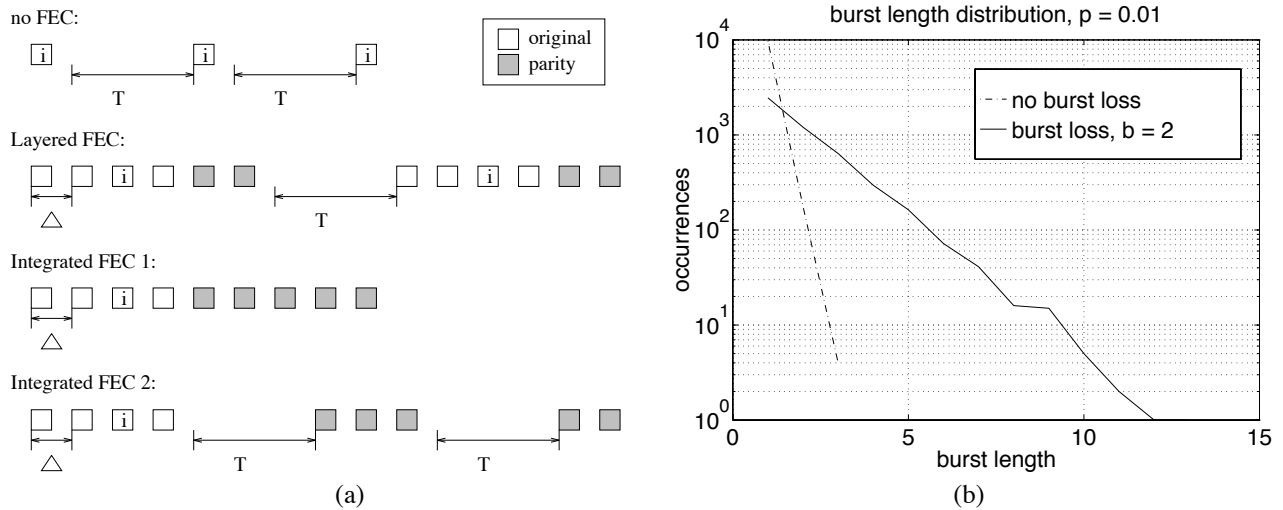 no FEC:
i
i
i
T
T
original
parity
Layered FEC:
i
i
T
△
Integrated FEC 1:
i
△
Integrated FEC 2:
i
T
T
△
(a)
burst length distribution, p = 0.01
10^4
10^3
10^2
10^1
10^0
occurrences
no burst loss
burst loss, b = 2
0
5
10
15
burst length
(b)